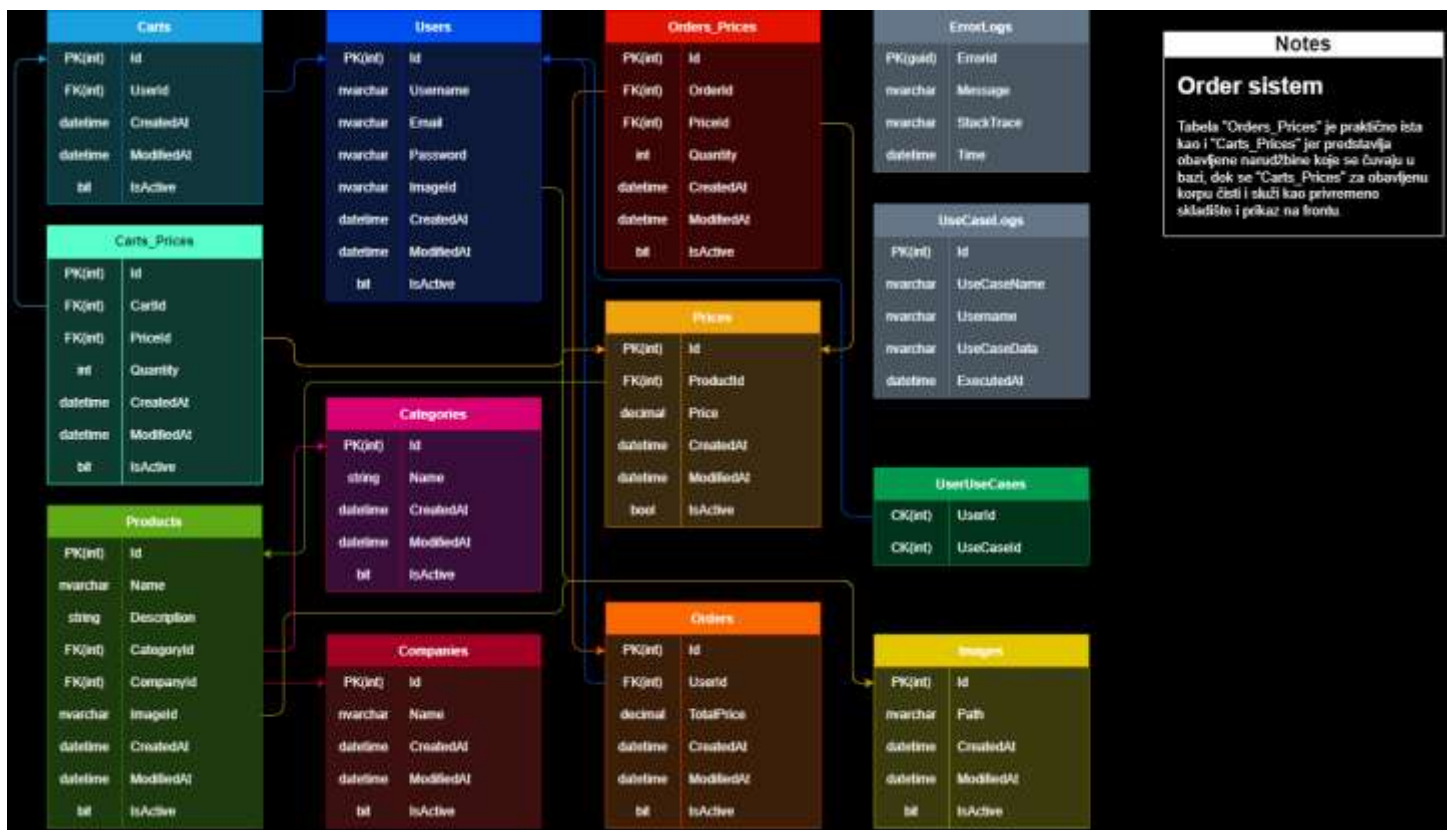 Carts
PK(int) Id
FK(int) UserId
datetime CreatedAt
datetime ModifiedAt
bit IsActive
Carts_Prices
PK(int) Id
FK(int) CartId
FK(int) PriceId
int Quantity
datetime CreatedAt
datetime ModifiedAt
bit IsActive
Products
PK(int) Id
nvarchar Name
string Description
FK(int) CategoryId
FK(int) CompanyId
nvarchar ImageId
datetime CreatedAt
datetime ModifiedAt
bit IsActive
Users
PK(int) Id
nvarchar Username
nvarchar Email
nvarchar Password
nvarchar ImageId
datetime CreatedAt
datetime ModifiedAt
bit IsActive
Categories
PK(int) Id
string Name
datetime CreatedAt
datetime ModifiedAt
bit IsActive
Companies
PK(int) Id
nvarchar Name
datetime CreatedAt
datetime ModifiedAt
bit IsActive
Orders_Prices
PK(int) Id
FK(int) OrderId
FK(int) PriceId
int Quantity
datetime CreatedAt
datetime ModifiedAt
bit IsActive
Prices
PK(int) Id
FK(int) ProductId
decimal Price
datetime CreatedAt
datetime ModifiedAt
bool IsActive
Orders
PK(int) Id
FK(int) UserId
decimal TotalPrice
datetime CreatedAt
datetime ModifiedAt
bit IsActive
ErrorLogs
PK(guid) ErrorId
nvarchar Message
nvarchar StackTrace
datetime Time
UseCaseLogs
PK(int) Id
nvarchar UseCaseName
nvarchar Username
nvarchar UseCaseData
datetime ExecutedAt
UserUseCases
CK(int) UserId
CK(int) UseCaseId
Images
PK(int) Id
nvarchar Path
datetime CreatedAt
datetime ModifiedAt
bit IsActive
Notes
Order sistem
Tabela "Orders_Prices" je praktično ista
kao i "Carts_Prices" jer predstavlja
obavljene narudžbine koje se čuvaju u
bazi, dok se "Carts_Prices" za obavljenu
korpu čisti i služi kao privremeno
skladište i prikaz na frontu.